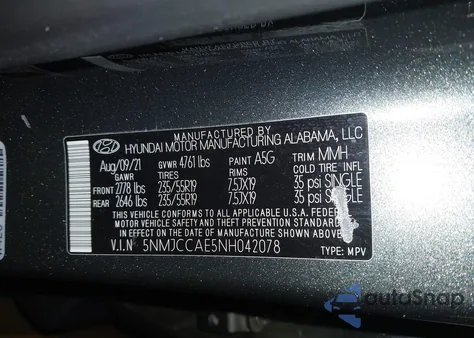 MANUFACTURED BY
HYUNDAI MOTOR MANUFACTURING ALABAMA, LLC
Aug/09/21 GVWR 4761 lbs PAINT A5G TRIM MMH
GAWR TIRES RIMS COLD TIRE INFL
FRONT 2778 lbs 235/55R19 7.5JX19 35 psi SINGLE
REAR 2646 lbs 235/55R19 7.5JX19 35 psi SINGLE
THIS VEHICLE CONFORMS TO ALL APPLICABLE U.S.A. FEDERAL
MOTOR VEHICLE SAFETY AND THEFT PREVENTION
STANDARDS IN EFFECT ON THE DATE OF
MANUFACTURE SHOWN ABOVE.
V.I.N 5NMJCCAE5NH042078 TYPE: MPV
autoSnap